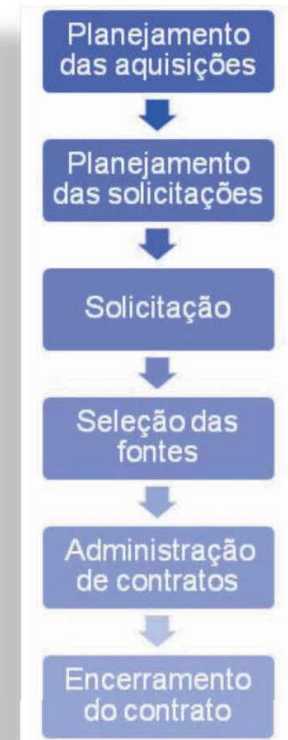 Planejamento
das aquisições
Planejamento
das solicitações
Solicitação
Seleção das
fontes
Administração
de contratos
Encerramento
do contrato